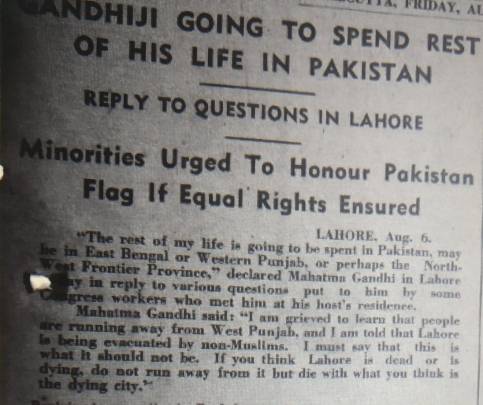 CUTTA, FRIDAY, AU
GANDHIJI GOING TO SPEND REST
OF HIS LIFE IN PAKISTAN
REPLY TO QUESTIONS IN LAHORE
Minorities Urged To Honour Pakistan
Flag If Equal Rights Ensured
LAHORE, Aug. 6.
"The rest of my life is going to be spent in Pakistan, may
be in East Bengal or Western Punjab, or perhaps the North-
West Frontier Province," declared Mahatma Gandhi in Lahore
in reply to various questions put to him by some
Congress workers who met him at his host's residence.
Mahatma Gandhi said: "I am grieved to learn that people
are running away from West Punjab, and I am told that Lahore
is being evacuated by non-Muslims. I must say that this is
what it should not be. If you think Lahore is dead or is
dying, do not run away from it but die with what you think is
the dying city."